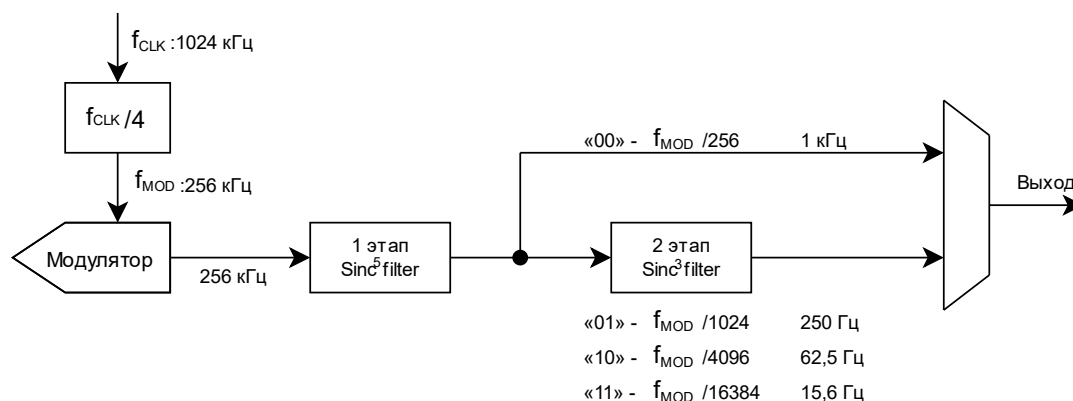 fCLK :1024 кГц
fCLK /4
fMOD :256 кГц
Модулятор
256 кГц
1 этап
Sinc5 filter
«00» - fMOD /256 1 кГц
2 этап
Sinc3 filter
Выход
«01» - fMOD /1024 250 Гц
«10» - fMOD /4096 62,5 Гц
«11» - fMOD /16384 15,6 Гц